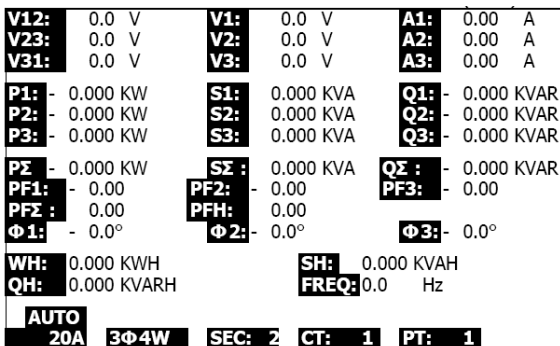 V12: 0.0 V V1: 0.0 V A1: 0.00 A
V23: 0.0 V V2: 0.0 V A2: 0.00 A
V31: 0.0 V V3: 0.0 V A3: 0.00 A
P1: - 0.000 KW S1: 0.000 KVA Q1: - 0.000 KVAR
P2: - 0.000 KW S2: 0.000 KVA Q2: - 0.000 KVAR
P3: - 0.000 KW S3: 0.000 KVA Q3: - 0.000 KVAR
PΣ - 0.000 KW SΣ : 0.000 KVA QΣ : - 0.000 KVAR
PF1: - 0.00 PF2: - 0.00 PF3: - 0.00
PFΣ : 0.00 PFH: 0.00
Φ1: - 0.0° Φ2: - 0.0° Φ3: - 0.0°
WH: 0.000 KWH SH: 0.000 KVAH
QH: 0.000 KVARH FREQ: 0.0 Hz
AUTO
20A 3Φ4W SEC: 2 CT: 1 PT: 1